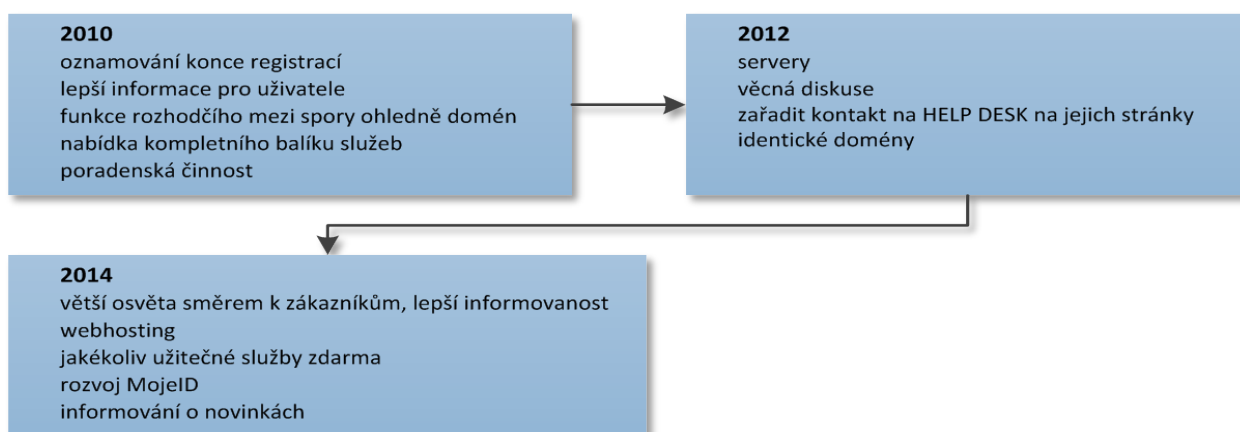 2010
oznamování konce registrací
lepší informace pro uživatele
funkce rozhodčího mezi spory ohledně domén
nabídka kompletního balíku služeb
poradenská činnost
2012
servery
věcná diskuse
zařadit kontakt na HELP DESK na jejich stránky
identické domény
2014
větší osvěta směrem k zákazníkům, lepší informovanost
webhosting
jakékoliv užitečné služby zdarma
rozvoj MojeID
informování o novinkách